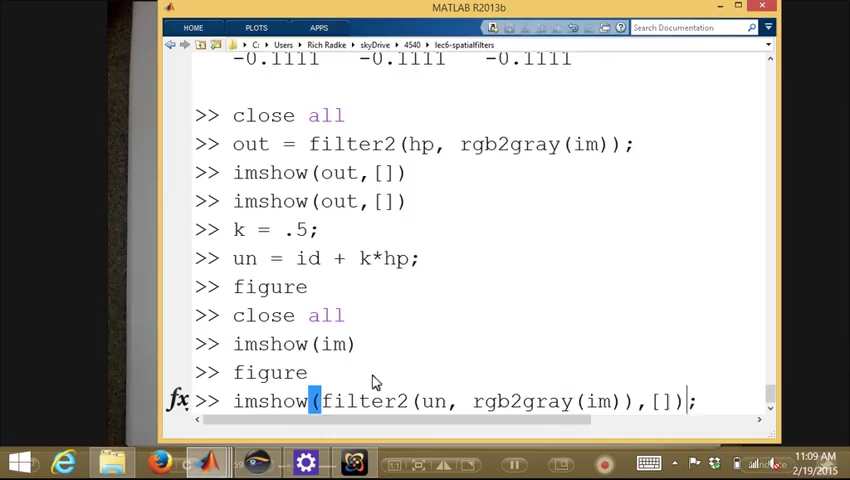 MATLAB R2013b
HOME PLOTS APPS Search Documentation
C: Users Rich Radke skyDrive 4540 lec6-spatialfilters
-0.1111 -0.1111 -0.1111
>> close all
>> out = filter2(hp, rgb2gray(im));
>> imshow(out,[])
>> imshow(out,[])
>> k = .5;
>> un = id + k*hp;
>> figure
>> close all
>> imshow(im)
>> figure
fx >> imshow(filter2(un, rgb2gray(im)),[]);
11:09 AM
2/19/2015